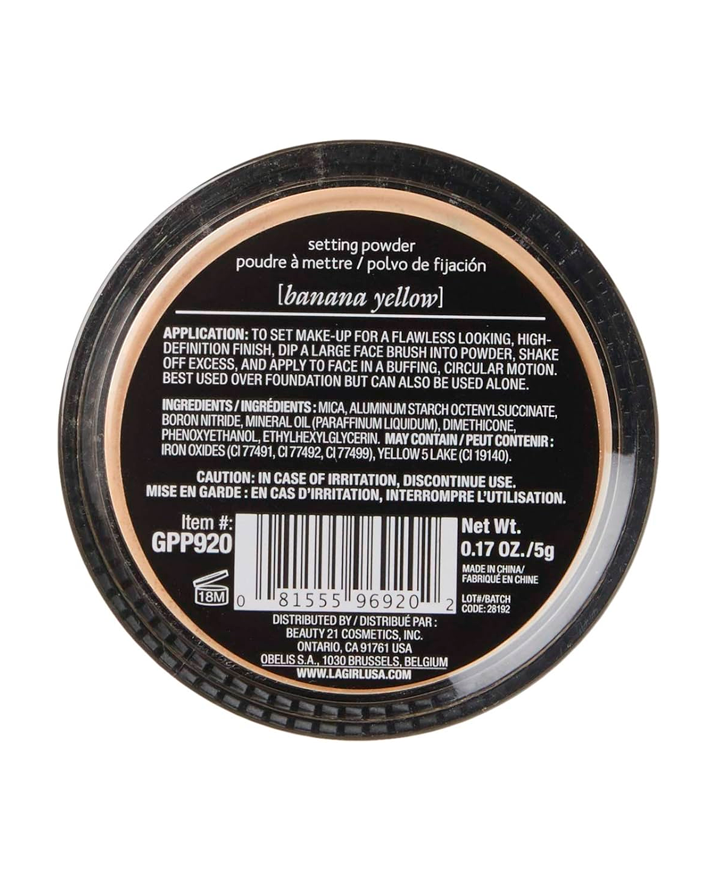 setting powder
poudre à mettre / polvo de fijación
[banana yellow]
APPLICATION: TO SET MAKE-UP FOR A FLAWLESS LOOKING, HIGH-
DEFINITION FINISH, DIP A LARGE FACE BRUSH INTO POWDER, SHAKE
OFF EXCESS, AND APPLY TO FACE IN A BUFFING, CIRCULAR MOTION.
BEST USED OVER FOUNDATION BUT CAN ALSO BE USED ALONE.
INGREDIENTS / INGRÉDIENTS : MICA, ALUMINUM STARCH OCTENYLSUCCINATE,
BORON NITRIDE, MINERAL OIL (PARAFFINUM LIQUIDUM), DIMETHICONE,
PHENOXYETHANOL, ETHYLHEXYLGLYCERIN. MAY CONTAIN / PEUT CONTENIR :
IRON OXIDES (CI 77491, CI 77492, CI 77499), YELLOW 5 LAKE (CI 19140).
CAUTION: IN CASE OF IRRITATION, DISCONTINUE USE.
MISE EN GARDE : EN CAS D'IRRITATION, INTERROMPRE L'UTILISATION.
Item #:
GPP920
18M
0 81555 96920 2
Net Wt.
0.17 OZ./5g
MADE IN CHINA/
FABRIQUÉ EN CHINE
LOT#/BATCH
CODE: 28192
DISTRIBUTED BY / DISTRIBUÉ PAR :
BEAUTY 21 COSMETICS, INC.
ONTARIO, CA 91761 USA
OBELIS S.A., 1030 BRUSSELS, BELGIUM
WWW.LAGIRLUSA.COM